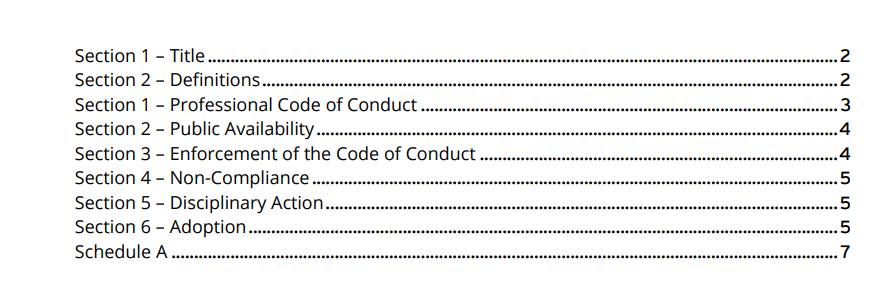 Section 1 – Title ........ 2
Section 2 – Definitions ........ 2
Section 1 – Professional Code of Conduct ........ 3
Section 2 – Public Availability ........ 4
Section 3 – Enforcement of the Code of Conduct ........ 4
Section 4 – Non-Compliance ........ 5
Section 5 – Disciplinary Action ........ 5
Section 6 – Adoption ........ 5
Schedule A ........ 7